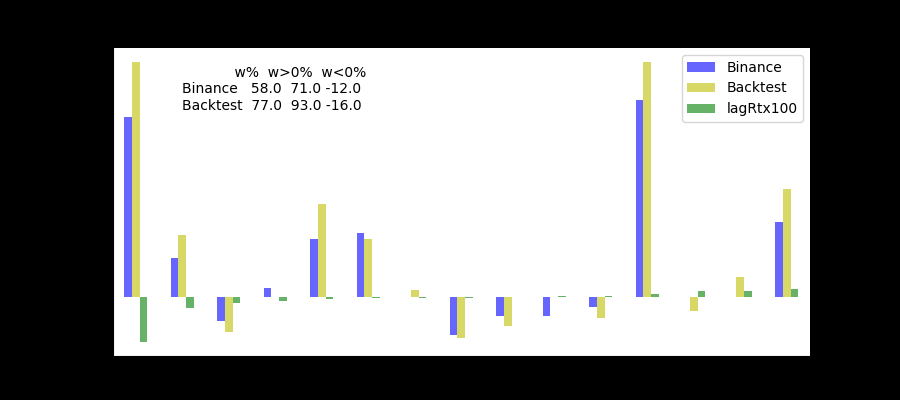 w% w>0% w<0%
Binance 58.0 71.0 -12.0
Backtest 77.0 93.0 -16.0
Binance
Backtest
lagRtx100